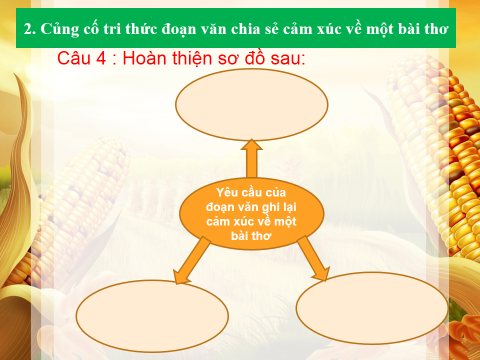 2. Củng cố tri thức đoạn văn chia sẻ cảm xúc về một bài thơ
Câu 4 : Hoàn thiện sơ đồ sau:
Yêu cầu của
đoạn văn ghi lại
cảm xúc về một
bài thơ